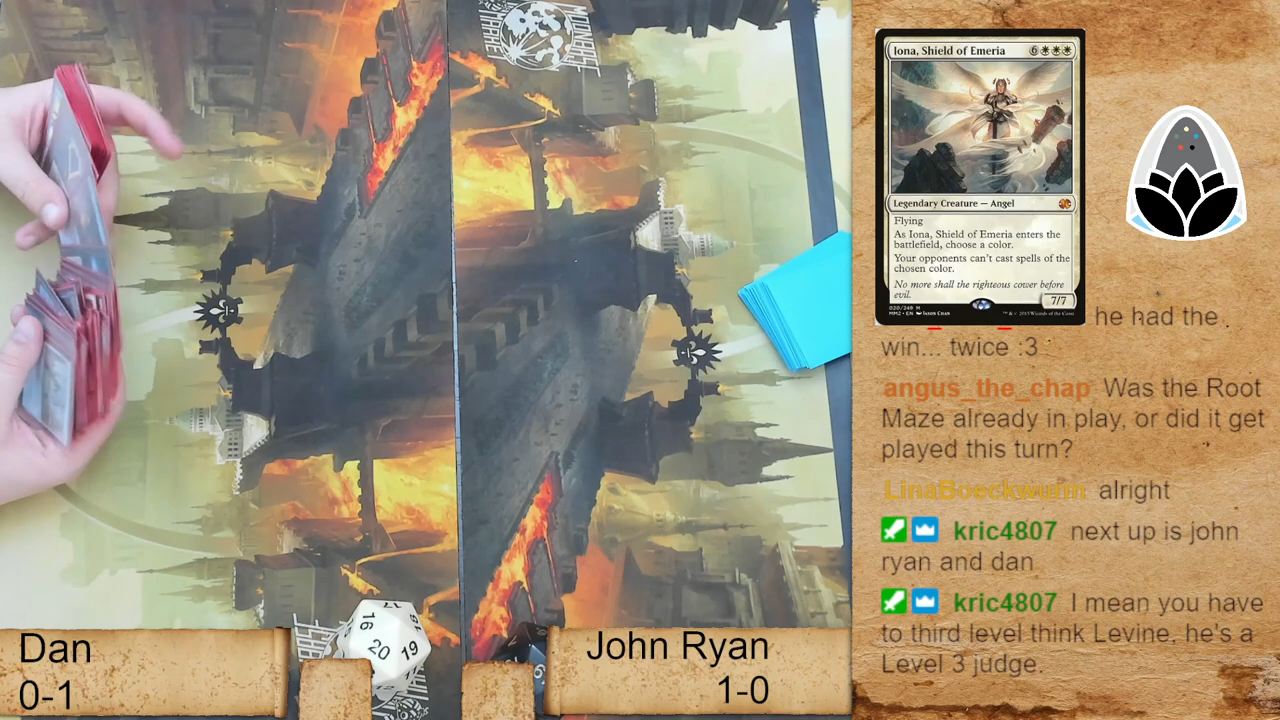 Iona, Shield of Emeria
Legendary Creature — Angel
Flying
As Iona, Shield of Emeria enters the
battlefield, choose a color.
Your opponents can't cast spells of the
chosen color.
No more shall the righteous cower before
evil.
7/7
he had the
win... twice :3
angus_the_chap Was the Root
Maze already in play, or did it get
played this turn?
LinaBoeckwurm alright
kric4807 next up is john
ryan and dan
kric4807 I mean you have
to third level think Levine, he's a
Level 3 judge.
Dan
0-1
John Ryan
1-0
17
16
20
19